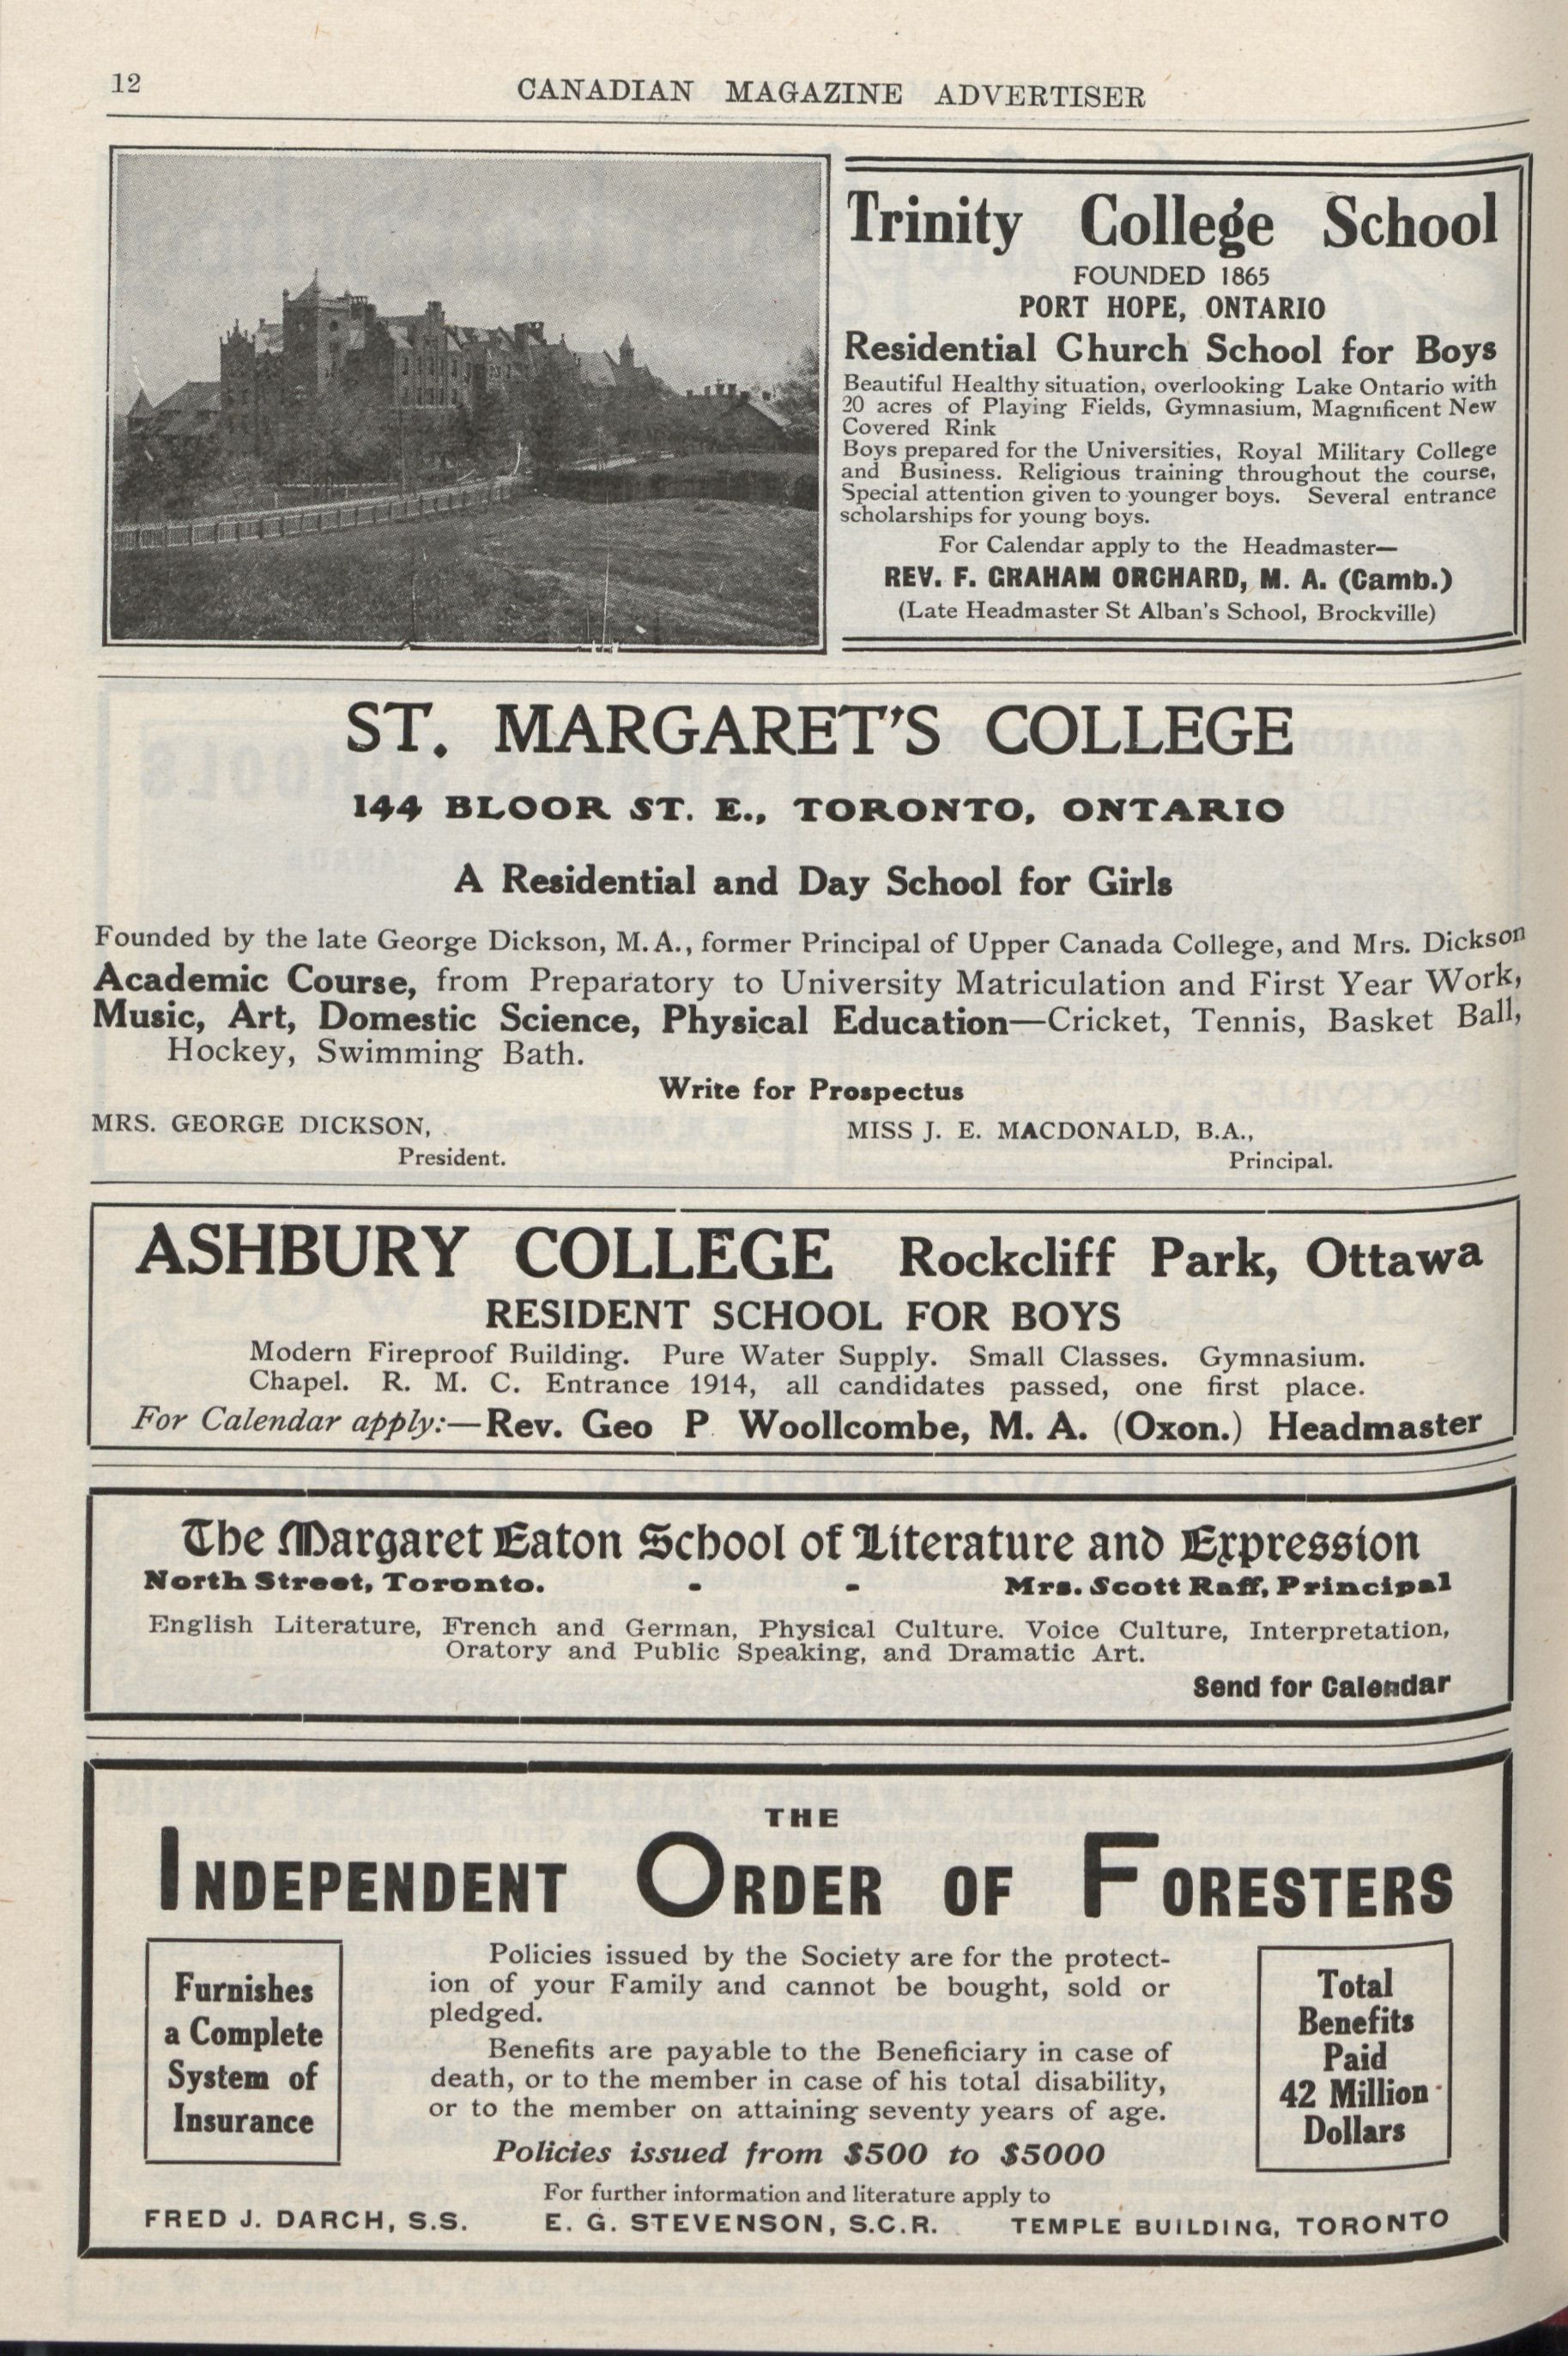 12
CANADIAN MAGAZINE ADVERTISER
Trinity College School
FOUNDED 1865
PORT HOPE, ONTARIO
Residential Church School for Boys
Beautiful Healthy situation, overlooking Lake Ontario with
20 acres of Playing Fields, Gymnasium, Magnificent New
Covered Rink
Boys prepared for the Universities, Royal Military College
and Business. Religious training throughout the course,
Special attention given to younger boys. Several entrance
scholarships for young boys.
For Calendar apply to the Headmaster—
REV. F. GRAHAM ORCHARD, M. A. (Camb.)
(Late Headmaster St Alban's School, Brockville)
ST. MARGARET'S COLLEGE
144 BLOOR ST. E., TORONTO, ONTARIO
A Residential and Day School for Girls
Founded by the late George Dickson, M.A., former Principal of Upper Canada College, and Mrs. Dickson
Academic Course, from Preparatory to University Matriculation and First Year Work,
Music, Art, Domestic Science, Physical Education—Cricket, Tennis, Basket Ball,
Hockey, Swimming Bath.
Write for Prospectus
MRS. GEORGE DICKSON,
President.
MISS J. E. MACDONALD, B.A.,
Principal.
ASHBURY COLLEGE Rockcliff Park, Ottawa
RESIDENT SCHOOL FOR BOYS
Modern Fireproof Building. Pure Water Supply. Small Classes. Gymnasium.
Chapel. R. M. C. Entrance 1914, all candidates passed, one first place.
For Calendar apply:—Rev. Geo P. Woollcombe, M. A. (Oxon.) Headmaster
The Margaret Eaton School of Literature and Expression
North Street, Toronto. - - Mrs. Scott Raff, Principal
English Literature, French and German, Physical Culture. Voice Culture, Interpretation,
Oratory and Public Speaking, and Dramatic Art.
Send for Calendar
THE
INDEPENDENT ORDER OF FORESTERS
Furnishes
a Complete
System of
Insurance
Policies issued by the Society are for the protect-
ion of your Family and cannot be bought, sold or
pledged.
Benefits are payable to the Beneficiary in case of
death, or to the member in case of his total disability,
or to the member on attaining seventy years of age.
Policies issued from $500 to $5000
Total
Benefits
Paid
42 Million
Dollars
For further information and literature apply to
FRED J. DARCH, S.S. E. G. STEVENSON, S.C.R. TEMPLE BUILDING, TORONTO